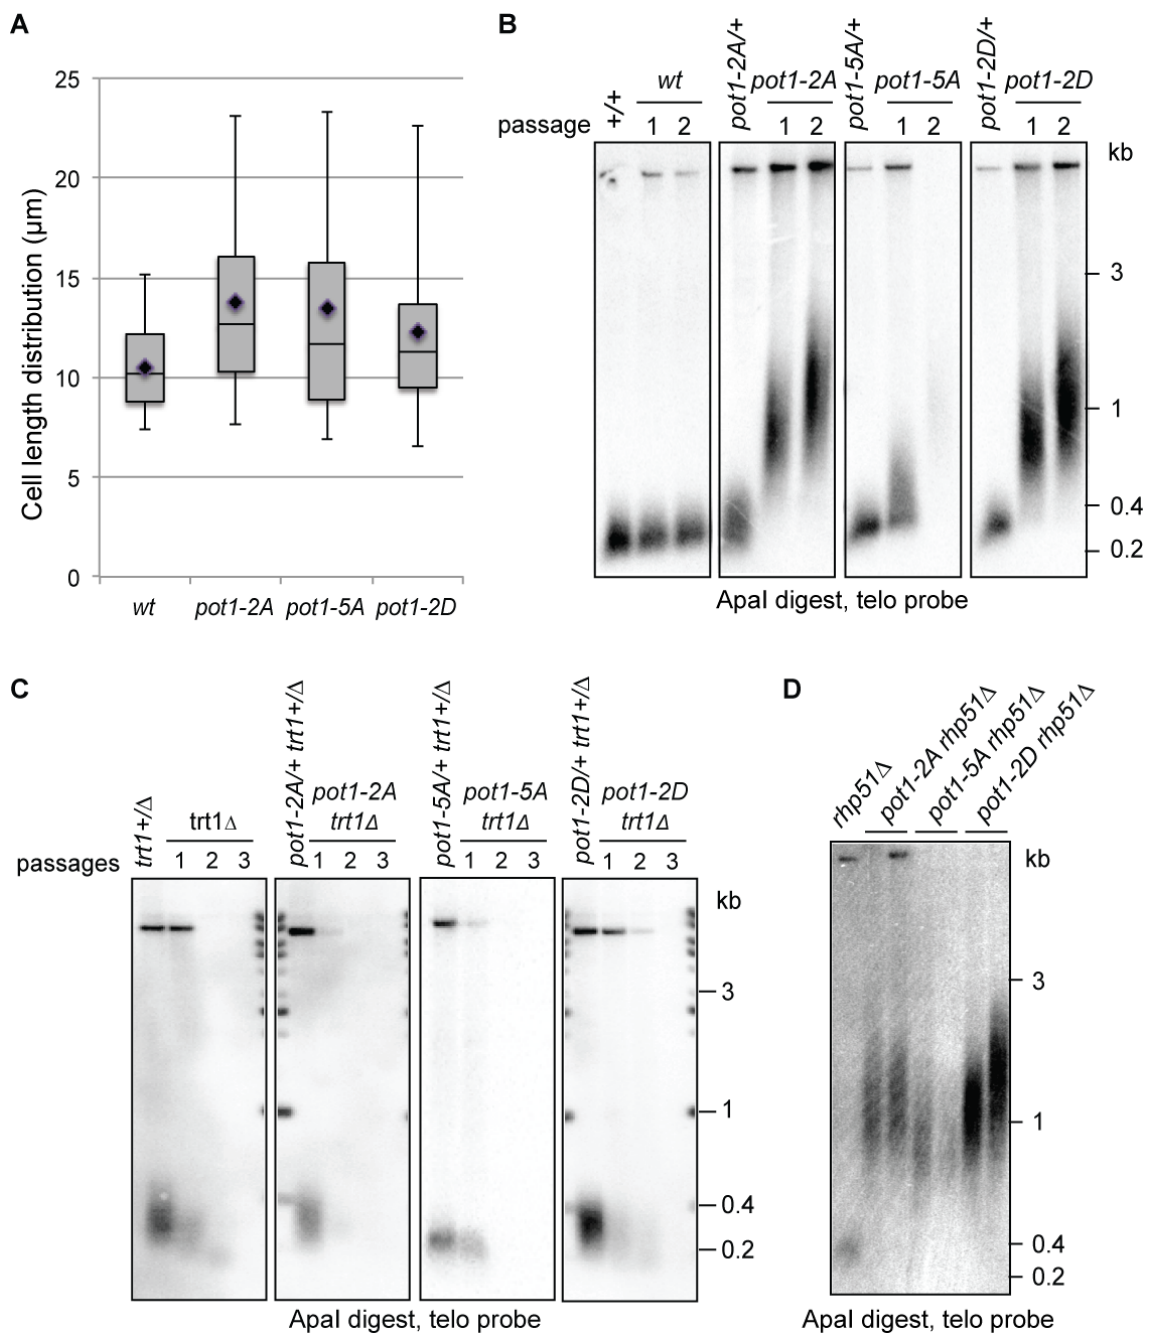 A
Cell length distribution (µm)
25
20
15
10
5
0
wt pot1-2A pot1-5A pot1-2D
B
+/+ wt pot1-2A/+ pot1-2A pot1-5A/+ pot1-5A pot1-2D/+ pot1-2D
passage 1 2 1 2 1 2 1 2
kb
3
1
0.4
0.2
ApaI digest, telo probe
C
trt1+/Δ trt1Δ pot1-2A/+ trt1+/Δ pot1-2A trt1Δ pot1-5A/+ trt1+/Δ pot1-5A trt1Δ pot1-2D/+ trt1+/Δ pot1-2D trt1Δ
passages 1 2 3 1 2 3 1 2 3 1 2 3
kb
3
1
0.4
0.2
ApaI digest, telo probe
D
rhp51Δ
pot1-2A rhp51Δ
pot1-5A rhp51Δ
pot1-2D rhp51Δ
kb
3
1
0.4
0.2
ApaI digest, telo probe